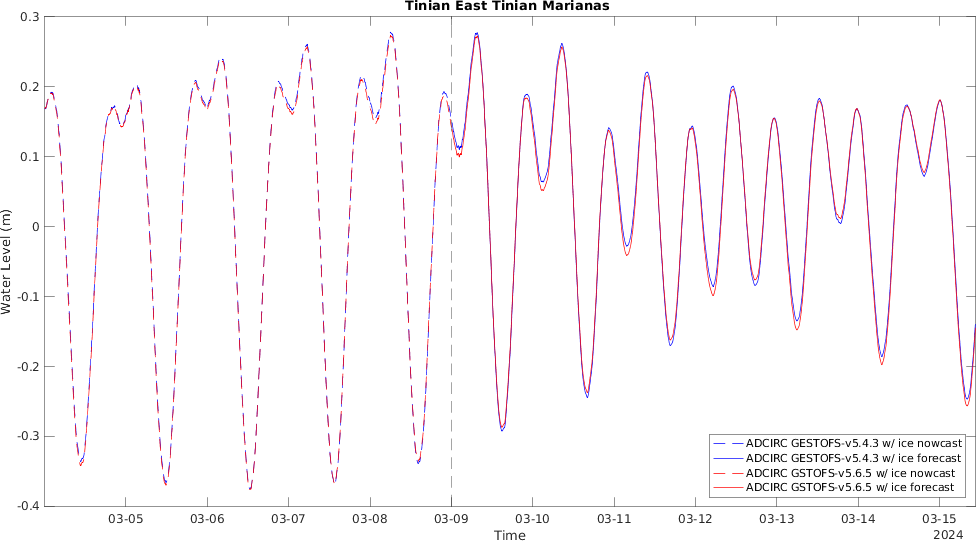 Tinian East Tinian Marianas
0.3
0.2
0.1
0
-0.1
-0.2
-0.3
-0.4
Water Level (m)
ADCIRC GESTOFS-v5.4.3 w/ ice nowcast
ADCIRC GESTOFS-v5.4.3 w/ ice forecast
ADCIRC GSTOFS-v5.6.5 w/ ice nowcast
ADCIRC GSTOFS-v5.6.5 w/ ice forecast
03-05 03-06 03-07 03-08 03-09 03-10 03-11 03-12 03-13 03-14 03-15
Time
2024